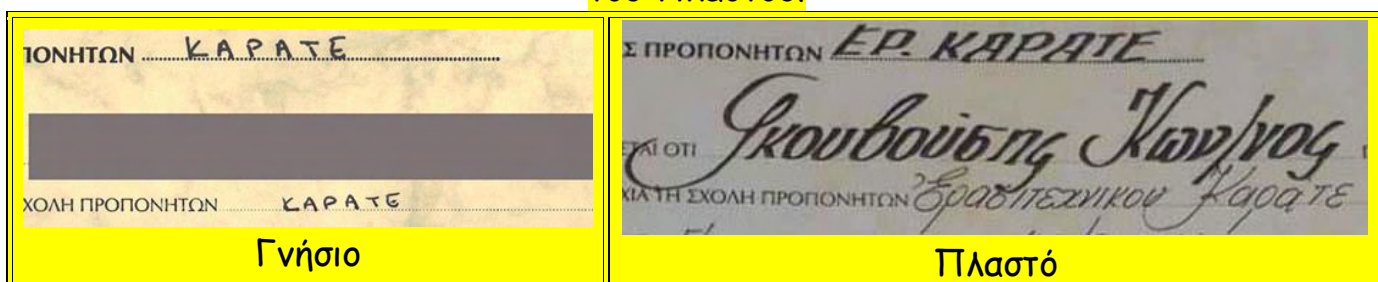 ΠΟΝΗΤΩΝ ΚΑΡΑΤΕ
ΧΟΛΗ ΠΡΟΠΟΝΗΤΩΝ ΚΑΡΑΤΕ
Γνήσιο
Σ ΠΡΟΠΟΝΗΤΩΝ ΕΡ. ΚΑΡΑΤΕ
ΕΤΑΙ ΟΤΙ Γκουβούσης Κων/νος
ΧΙΑ ΤΗ ΣΧΟΛΗ ΠΡΟΠΟΝΗΤΩΝ Ερασιτεχνικού Καρατε
Πλαστό